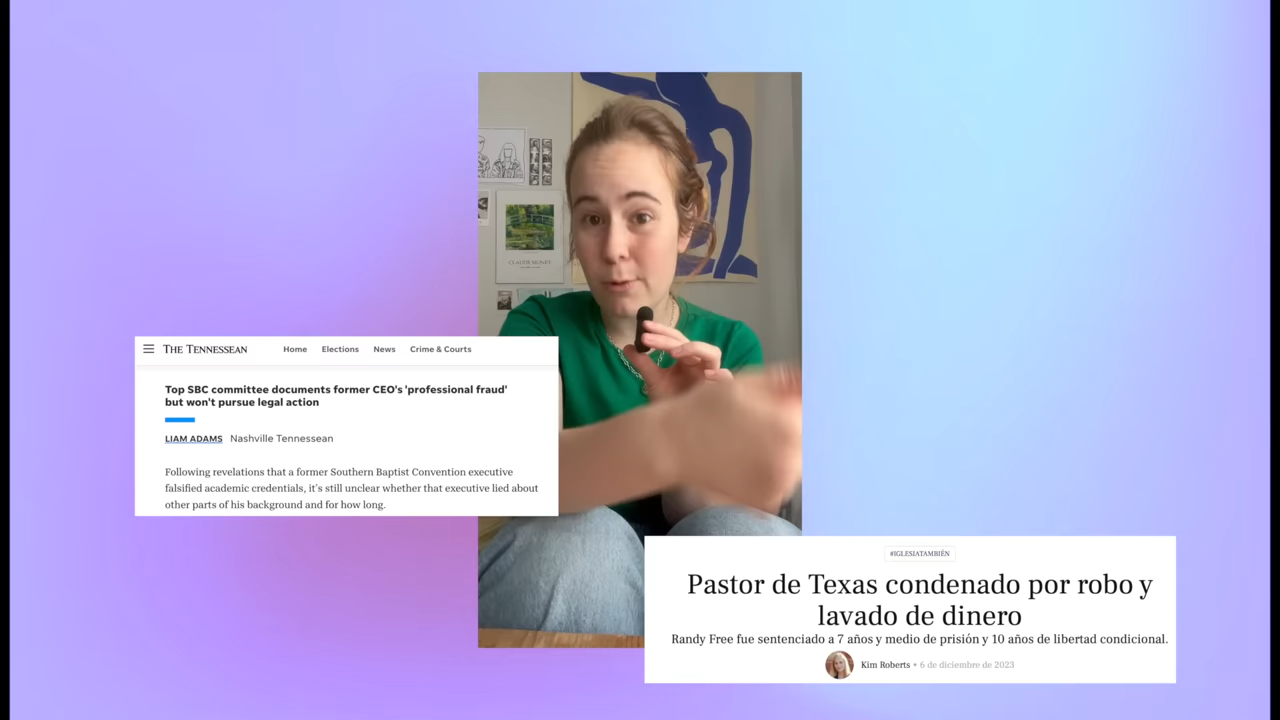 CLAUDE MONET
THE TENNESSEAN
Home Elections News Crime & Courts
Top SBC committee documents former CEO's 'professional fraud'
but won't pursue legal action
LIAM ADAMS Nashville Tennessean
Following revelations that a former Southern Baptist Convention executive
falsified academic credentials, it's still unclear whether that executive lied about
other parts of his background and for how long.
#IGLESIATAMBIÉN
Pastor de Texas condenado por robo y
lavado de dinero
Randy Free fue sentenciado a 7 años y medio de prisión y 10 años de libertad condicional.
Kim Roberts • 6 de diciembre de 2023